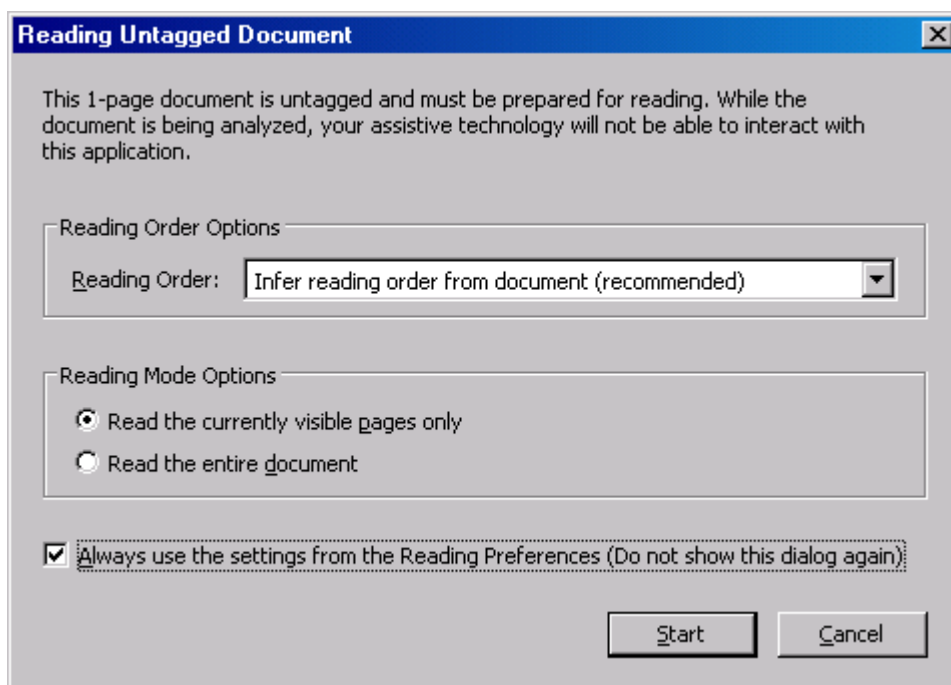 Reading Untagged Document
This 1-page document is untagged and must be prepared for reading. While the
document is being analyzed, your assistive technology will not be able to interact with
this application.
Reading Order Options
Reading Order: Infer reading order from document (recommended)
Reading Mode Options
Read the currently visible pages only
Read the entire document
Always use the settings from the Reading Preferences (Do not show this dialog again)
Start Cancel